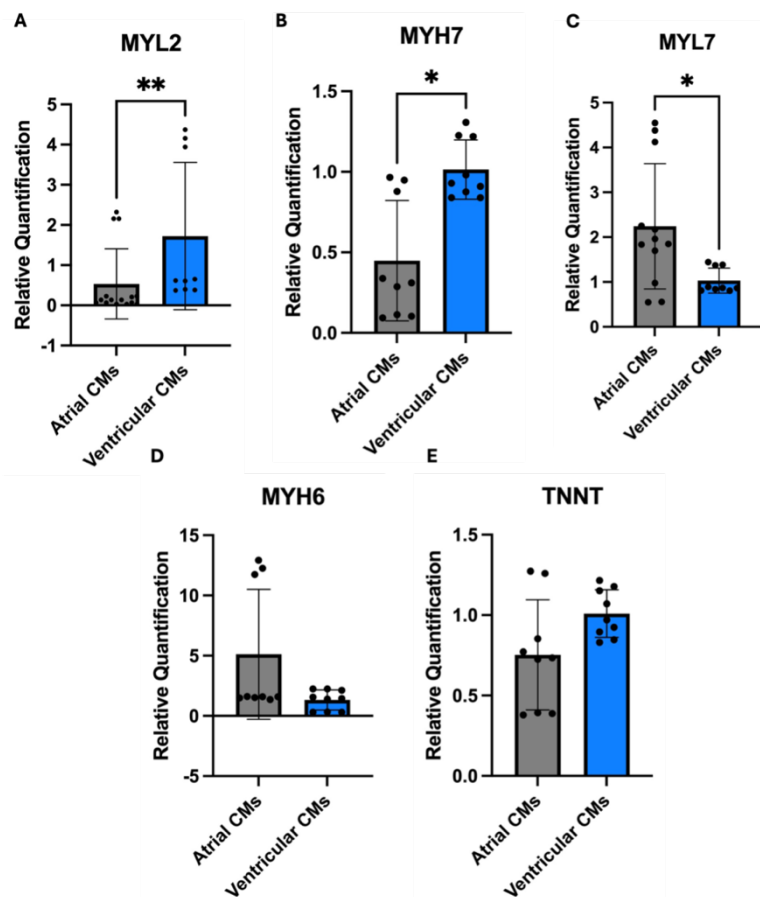 A
MYL2
**
Relative Quantification
5
4
3
2
1
0
-1
Atrial CMs
Ventricular CMs
B
MYH7
*
Relative Quantification
1.5
1.0
0.5
0.0
Atrial CMs
Ventricular CMs
C
MYL7
*
Relative Quantification
5
4
3
2
1
0
Atrial CMs
Ventricular CMs
D
MYH6
Relative Quantification
15
10
5
0
-5
Atrial CMs
Ventricular CMs
E
TNNT
Relative Quantification
1.5
1.0
0.5
0.0
Atrial CMs
Ventricular CMs